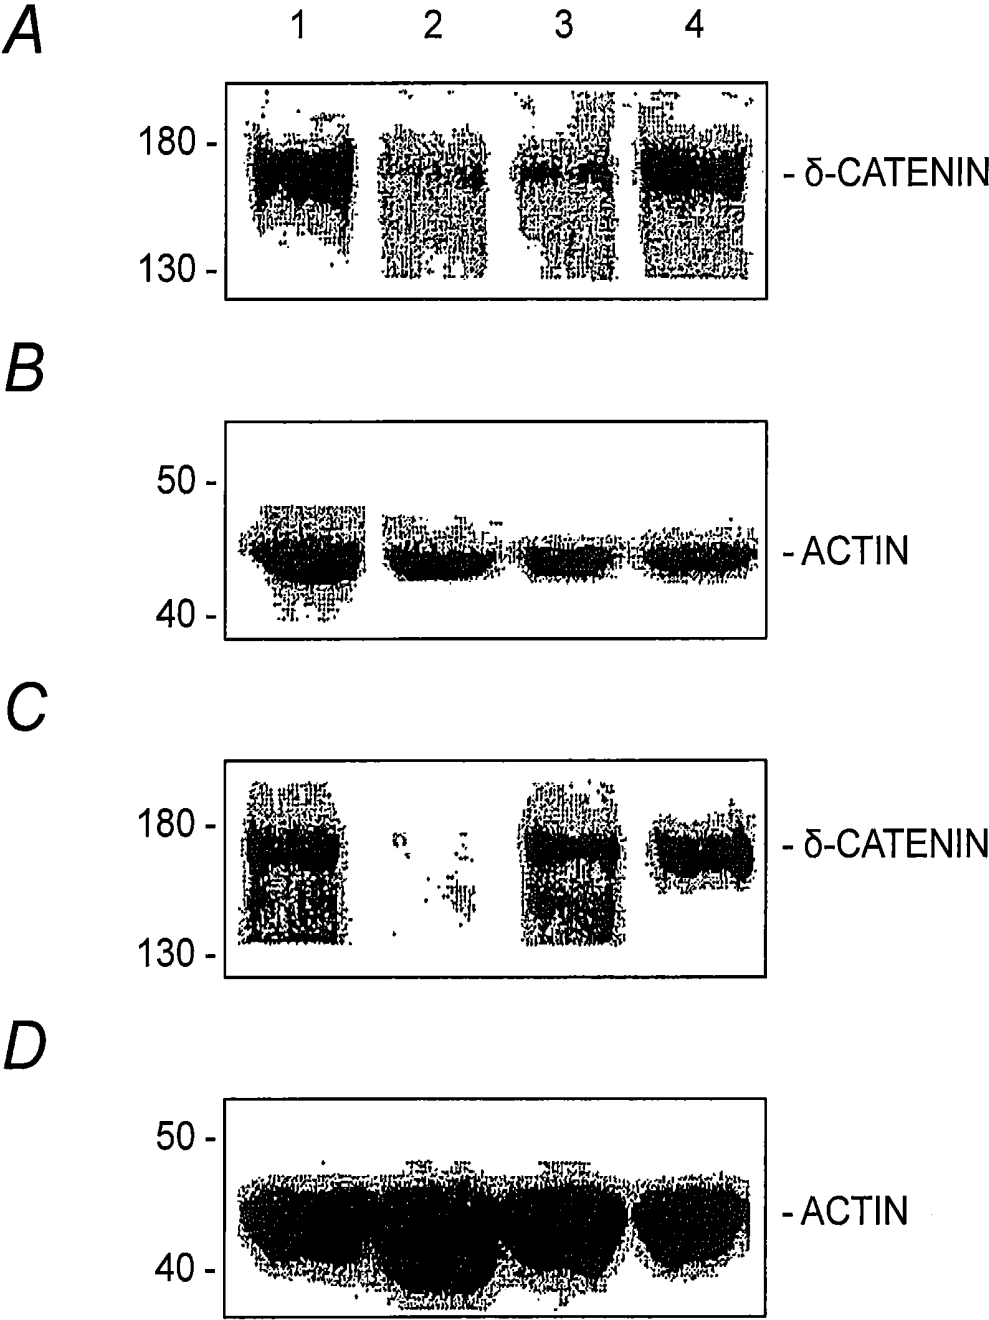 A
1 2 3 4
180 -
- δ-CATENIN
130 -
B
50 -
- ACTIN
40 -
C
180 -
- δ-CATENIN
130 -
D
50 -
- ACTIN
40 -